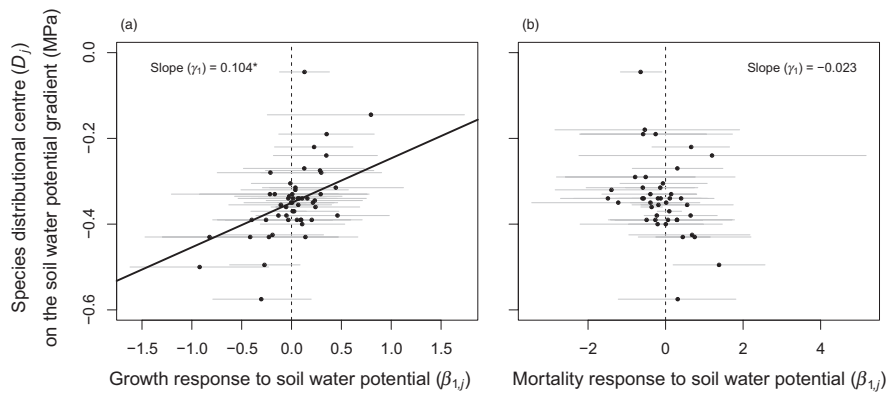 (a)
(b)
Species distributional centre (Dj)
on the soil water potential gradient (MPa)
0.0
−0.2
−0.4
−0.6
Slope (γ1) = 0.104*
Slope (γ1) = −0.023
−1.5 −1.0 −0.5 0.0 0.5 1.0 1.5
−2 0 2 4
Growth response to soil water potential (β1,j)
Mortality response to soil water potential (β1,j)